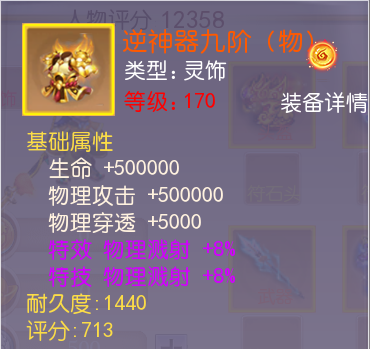 人物评分 12358
逆神器九阶（物）
类型：灵饰
等级：170
装备详情
基础属性
生命 +500000
物理攻击 +500000
物理穿透 +5000
特效 物理溅射 +8%
特技 物理溅射 +8%
耐久度:1440
评分:713